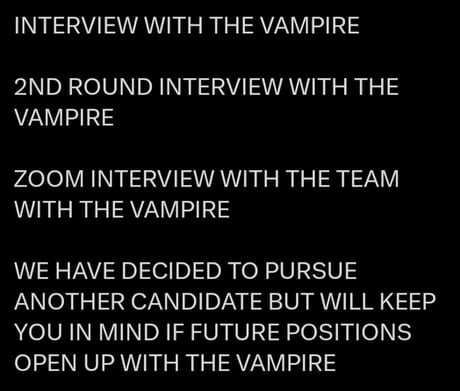 INTERVIEW WITH THE VAMPIRE
2ND ROUND INTERVIEW WITH THE
VAMPIRE
ZOOM INTERVIEW WITH THE TEAM
WITH THE VAMPIRE
WE HAVE DECIDED TO PURSUE
ANOTHER CANDIDATE BUT WILL KEEP
YOU IN MIND IF FUTURE POSITIONS
OPEN UP WITH THE VAMPIRE